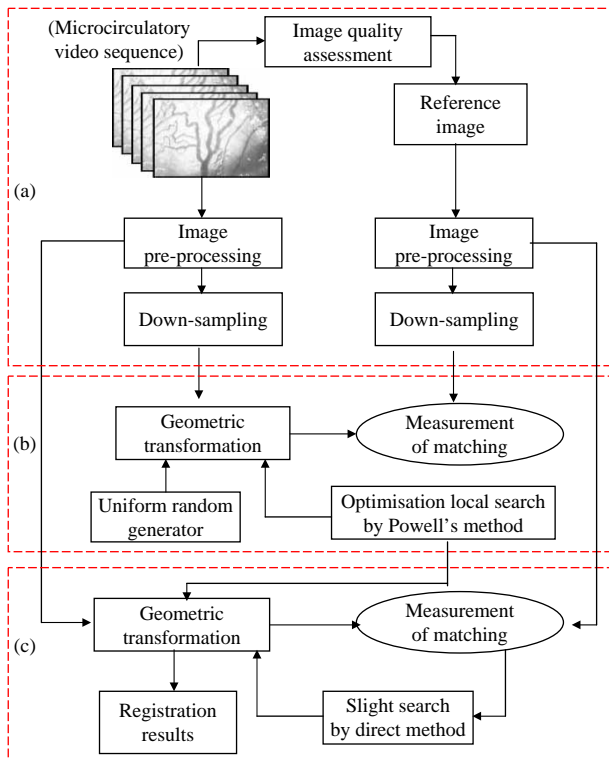 (Microcirculatory
video sequence)
Image quality
assessment
Reference
image
(a)
Image
pre-processing
Image
pre-processing
Down-sampling
Down-sampling
(b)
Geometric
transformation
Measurement
of matching
Uniform random
generator
Optimisation local search
by Powell's method
(c)
Geometric
transformation
Measurement
of matching
Registration
results
Slight search
by direct method